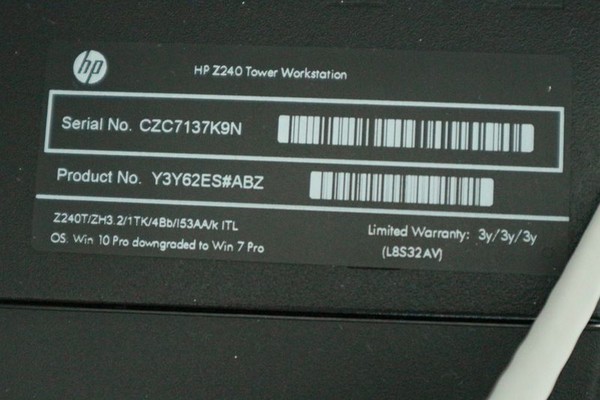 hp
HP Z240 Tower Workstation
Serial No. CZC7137K9N
Product No. Y3Y62ES#ABZ
Z240T/ZH3.2/1TK/4Bb/I53AA/k ITL
OS: Win 10 Pro downgraded to Win 7 Pro
Limited Warranty: 3y/3y/3y
(L8S32AV)